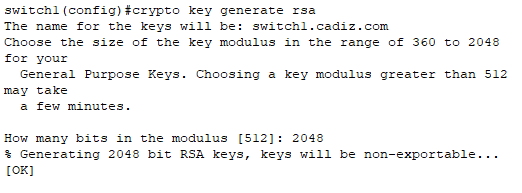 switch1(config)#crypto key generate rsa
The name for the keys will be: switch1.cadiz.com
Choose the size of the key modulus in the range of 360 to 2048
for your
  General Purpose Keys. Choosing a key modulus greater than 512
may take
  a few minutes.

How many bits in the modulus [512]: 2048
% Generating 2048 bit RSA keys, keys will be non-exportable...
[OK]